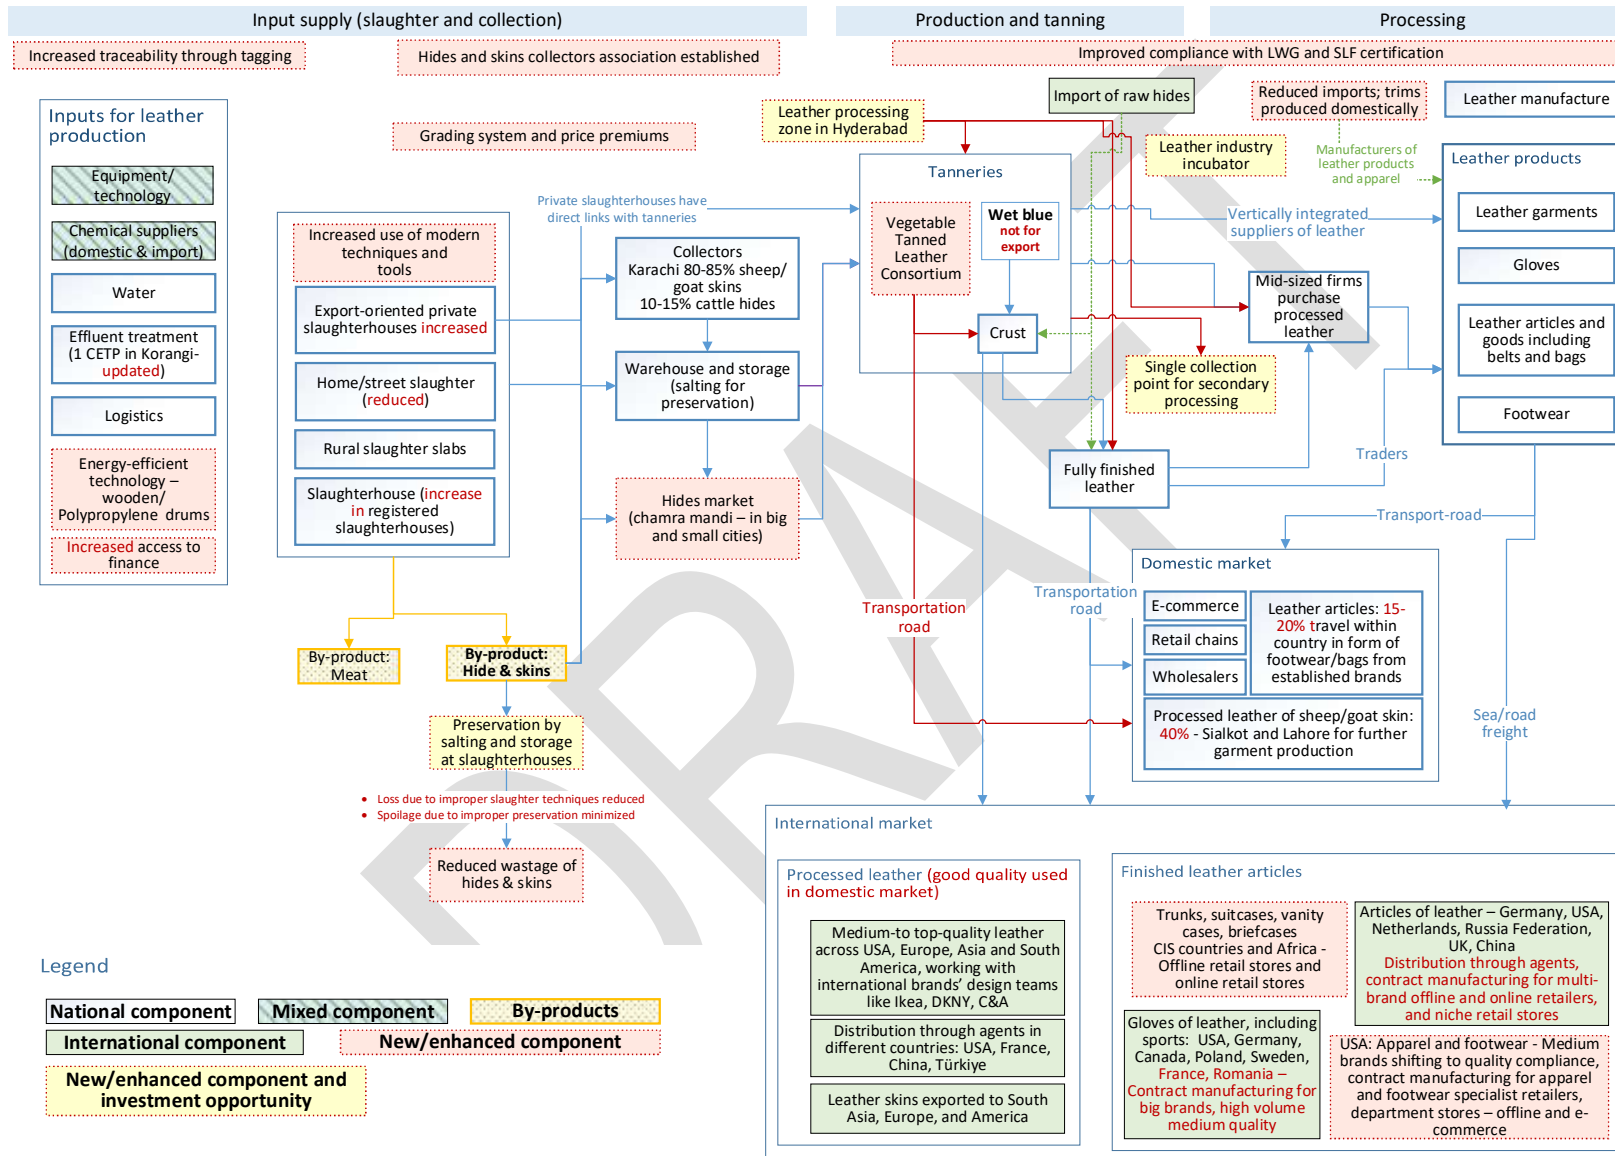 Input supply (slaughter and collection)
Production and tanning
Processing
Increased traceability through tagging
Hides and skins collectors association established
Improved compliance with LWG and SLF certification
Inputs for leather
production
Equipment/
technology
Chemical suppliers
(domestic & import)
Water
Effluent treatment
(1 CETP in Korangi-
updated)
Logistics
Energy-efficient
technology –
wooden/
Polypropylene drums
Increased access to
finance
Grading system and price premiums
Increased use of modern
techniques and
tools
Export-oriented private
slaughterhouses increased
Home/street slaughter
(reduced)
Rural slaughter slabs
Slaughterhouse (increase
in registered
slaughterhouses)
By-product:
Meat
By-product:
Hide & skins
Preservation by
salting and storage
at slaughterhouses
• Loss due to improper slaughter techniques reduced
• Spoilage due to improper preservation minimized
Reduced wastage of
hides & skins
Private slaughterhouses have
direct links with tanneries
Collectors
Karachi 80-85% sheep/
goat skins
10-15% cattle hides
Warehouse and storage
(salting for
preservation)
Hides market
(chamra mandi – in big
and small cities)
Leather processing
zone in Hyderabad
Import of raw hides
Leather industry
incubator
Reduced imports; trims
produced domestically
Leather manufacture
Manufacturers of
leather products
and apparel
Tanneries
Vegetable
Tanned
Leather
Consortium
Wet blue
not for
export
Crust
Vertically integrated
suppliers of leather
Mid-sized firms
purchase
processed
leather
Single collection
point for secondary
processing
Fully finished
leather
Traders
Leather products
Leather garments
Gloves
Leather articles and
goods including
belts and bags
Footwear
Transport-road
Transportation
road
Transportation
road
Sea/road
freight
Domestic market
E-commerce
Retail chains
Wholesalers
Leather articles: 15-
20% travel within
country in form of
footwear/bags from
established brands
Processed leather of sheep/goat skin:
40% - Sialkot and Lahore for further
garment production
International market
Processed leather (good quality used
in domestic market)
Medium-to top-quality leather
across USA, Europe, Asia and South
America, working with
international brands’ design teams
like Ikea, DKNY, C&A
Distribution through agents in
different countries: USA, France,
China, Türkiye
Leather skins exported to South
Asia, Europe, and America
Finished leather articles
Trunks, suitcases, vanity
cases, briefcases
CIS countries and Africa -
Offline retail stores and
online retail stores
Articles of leather – Germany, USA,
Netherlands, Russia Federation,
UK, China
Distribution through agents,
contract manufacturing for multi-
brand offline and online retailers,
and niche retail stores
Gloves of leather, including
sports: USA, Germany,
Canada, Poland, Sweden,
France, Romania –
Contract manufacturing for
big brands, high volume
medium quality
USA: Apparel and footwear - Medium
brands shifting to quality compliance,
contract manufacturing for apparel
and footwear specialist retailers,
department stores – offline and e-
commerce
Legend
National component
Mixed component
By-products
International component
New/enhanced component
New/enhanced component and
investment opportunity
DRAFT